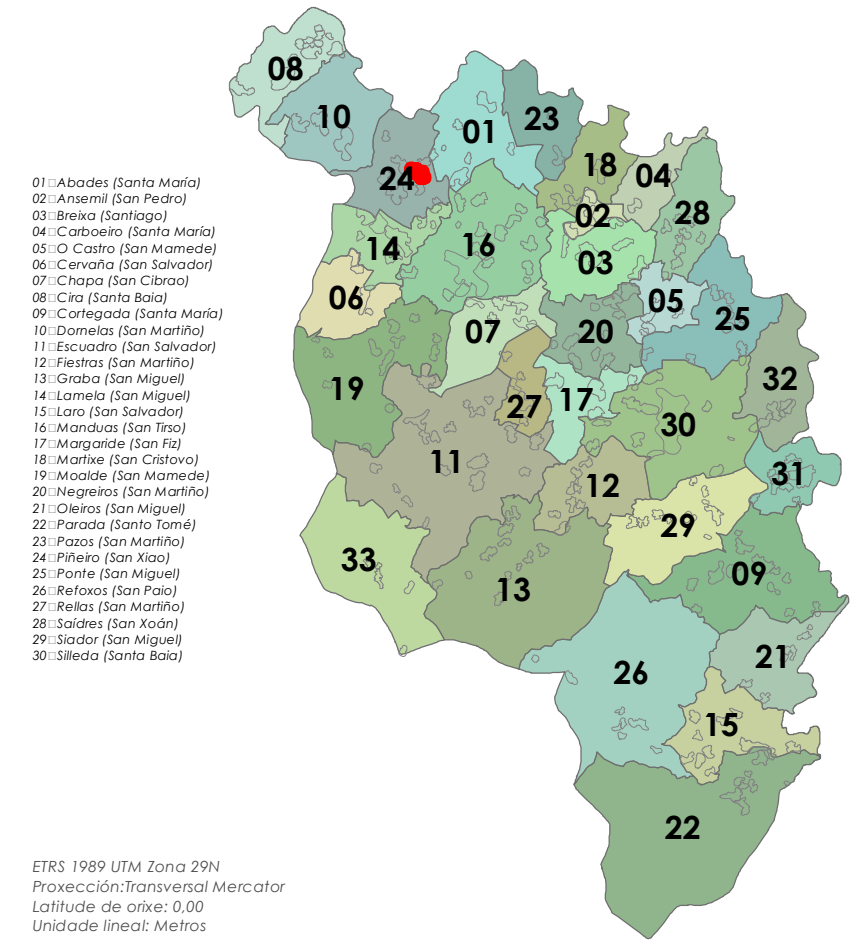 08
10
01
23
18
04
24
02
28
14
16
03
06
05
25
07
20
32
19
27
17
30
11
12
31
29
33
13
09
26
21
15
22
01□Abades (Santa María)
02□Ansemil (San Pedro)
03□Breixa (Santiago)
04□Carboeiro (Santa María)
05□O Castro (San Mamede)
06□Cervaña (San Salvador)
07□Chapa (San Cibrao)
08□Cira (Santa Baia)
09□Cortegada (Santa María)
10□Dornelas (San Martiño)
11□Escuadro (San Salvador)
12□Fiestras (San Martiño)
13□Graba (San Miguel)
14□Lamela (San Miguel)
15□Laro (San Salvador)
16□Manduas (San Tirso)
17□Margaride (San Fiz)
18□Martixe (San Cristovo)
19□Moalde (San Mamede)
20□Negreiros (San Martiño)
21□Oleiros (San Miguel)
22□Parada (Santo Tomé)
23□Pazos (San Martiño)
24□Piñeiro (San Xiao)
25□Ponte (San Miguel)
26□Refoxos (San Paio)
27□Rellas (San Martiño)
28□Saídres (San Xoán)
29□Siador (San Miguel)
30□Silleda (Santa Baia)
ETRS 1989 UTM Zona 29N
Proxección:Transversal Mercator
Latitude de orixe: 0,00
Unidade lineal: Metros